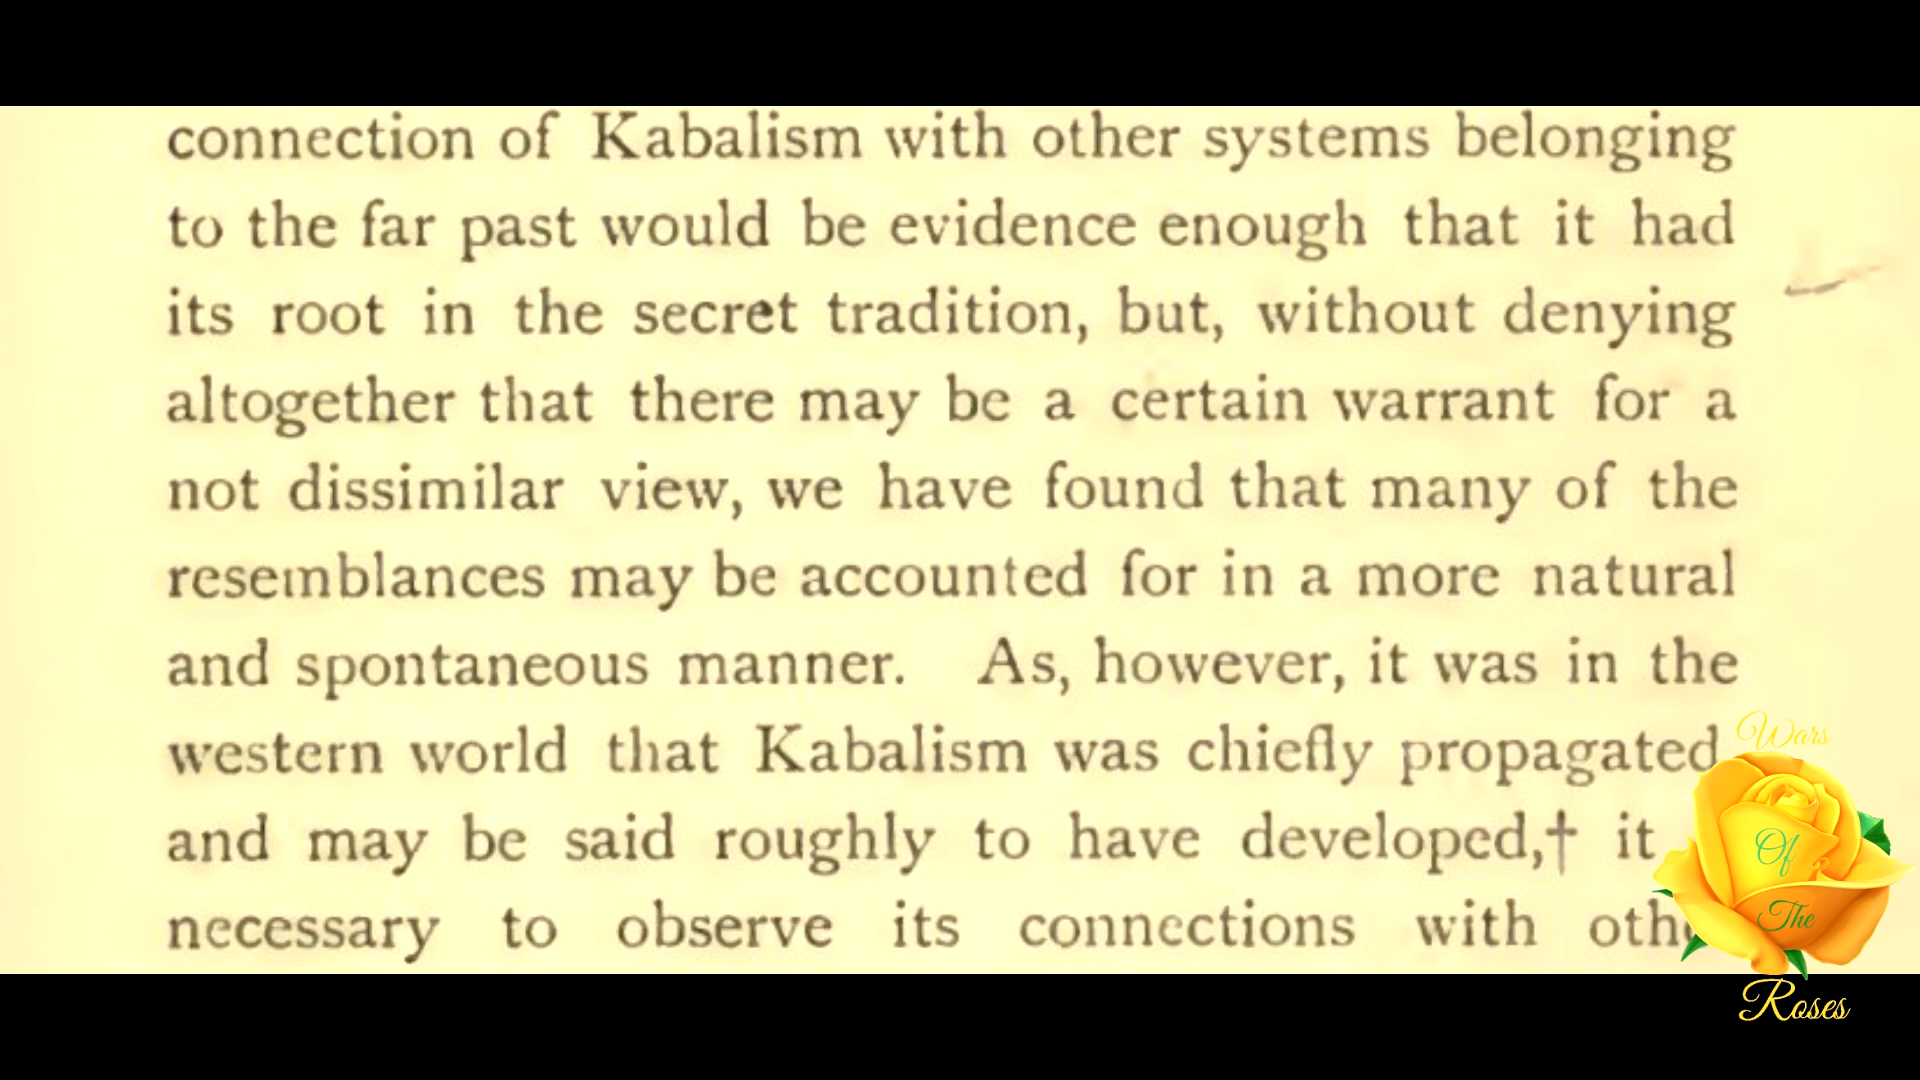 connection of Kabalism with other systems belonging
to the far past would be evidence enough that it had
its root in the secret tradition, but, without denying
altogether that there may be a certain warrant for a
not dissimilar view, we have found that many of the
resemblances may be accounted for in a more natural
and spontaneous manner. As, however, it was in the
western world that Kabalism was chiefly propagated
and may be said roughly to have developed,† it
necessary to observe its connections with
Wars
Of
The
Roses